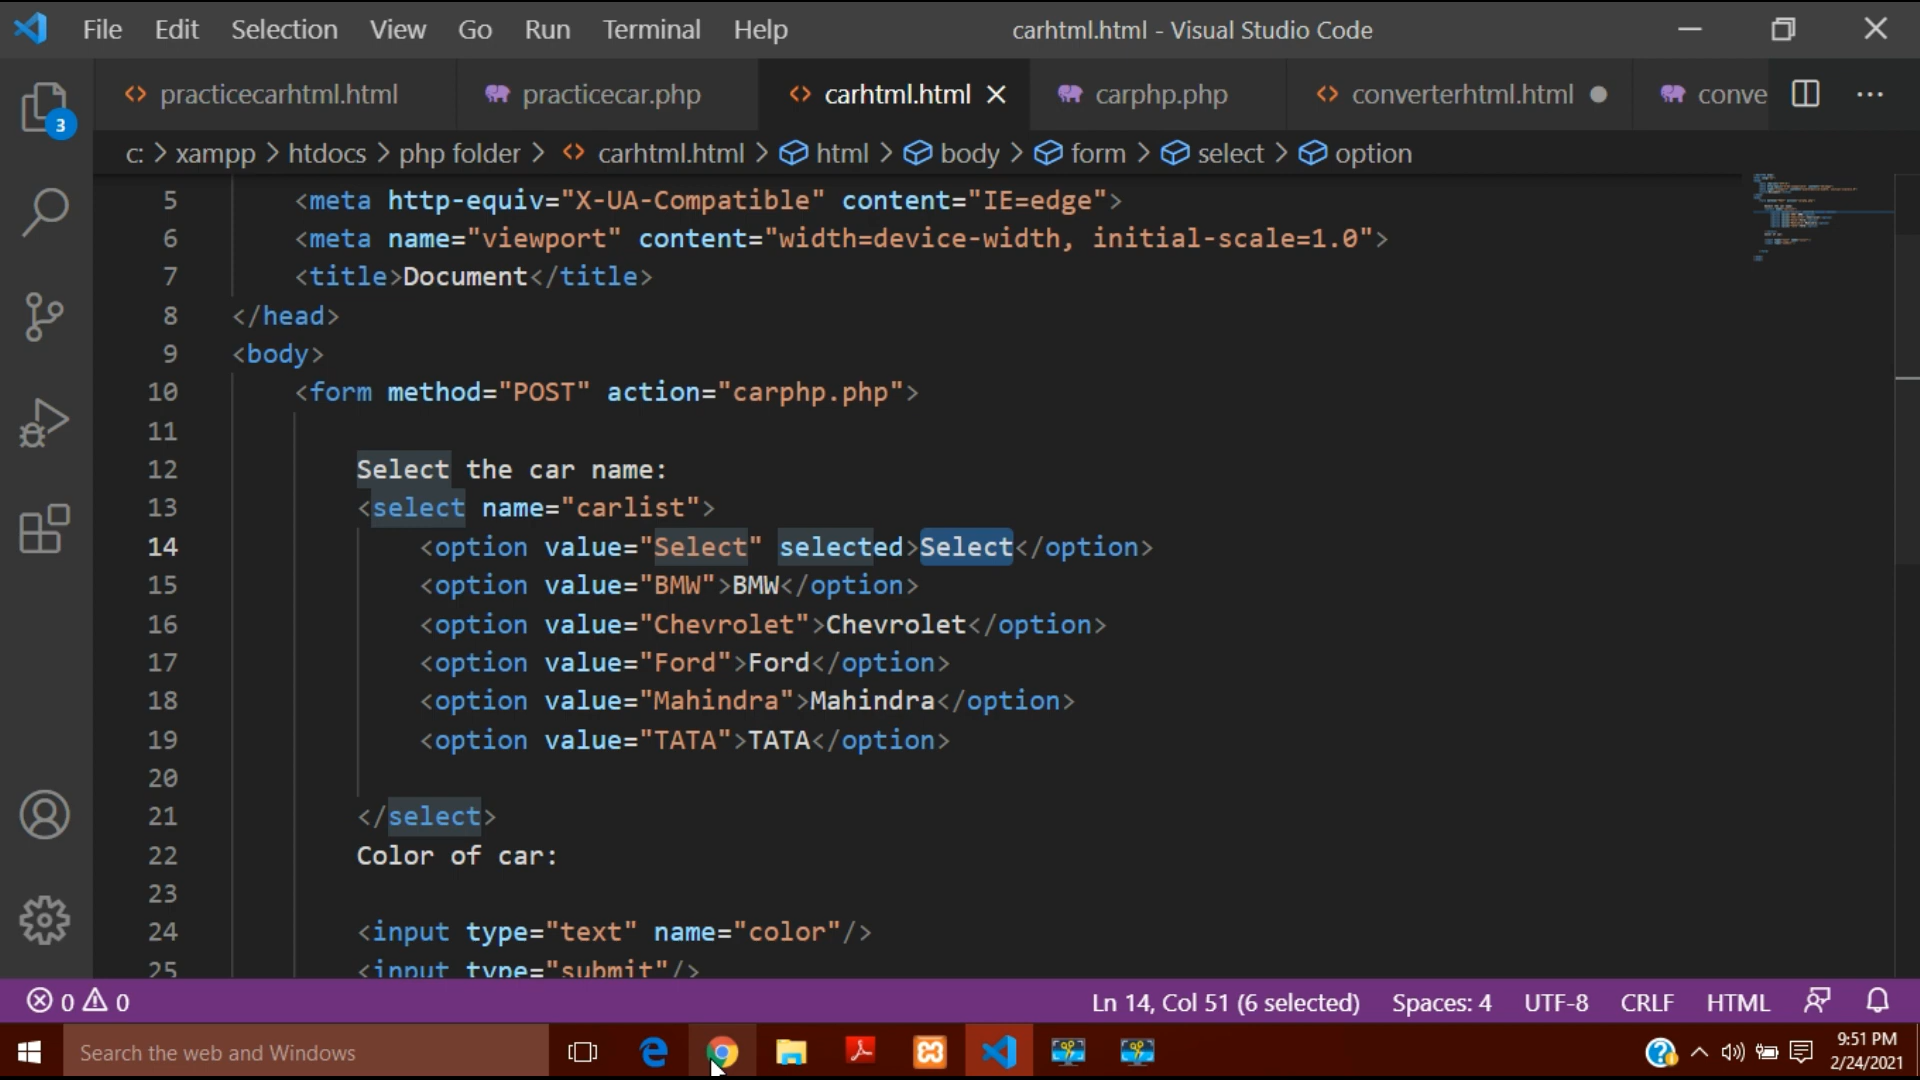 File Edit Selection View Go Run Terminal Help carhtml.html - Visual Studio Code
practicecarhtml.html practicecar.php carhtml.html carphp.php converterhtml.html conve
3
c: > xampp > htdocs > php folder > carhtml.html > html > body > form > select > option
5 <meta http-equiv="X-UA-Compatible" content="IE=edge">
6 <meta name="viewport" content="width=device-width, initial-scale=1.0">
7 <title>Document</title>
8 </head>
9 <body>
10 <form method="POST" action="carphp.php">
11
12 Select the car name:
13 <select name="carlist">
14 <option value="Select" selected>Select</option>
15 <option value="BMW">BMW</option>
16 <option value="Chevrolet">Chevrolet</option>
17 <option value="Ford">Ford</option>
18 <option value="Mahindra">Mahindra</option>
19 <option value="TATA">TATA</option>
20
21 </select>
22 Color of car:
23
24 <input type="text" name="color"/>
25 <input type="submit"/>
0 0 Ln 14, Col 51 (6 selected) Spaces: 4 UTF-8 CRLF HTML
Search the web and Windows
9:51 PM
2/24/2021